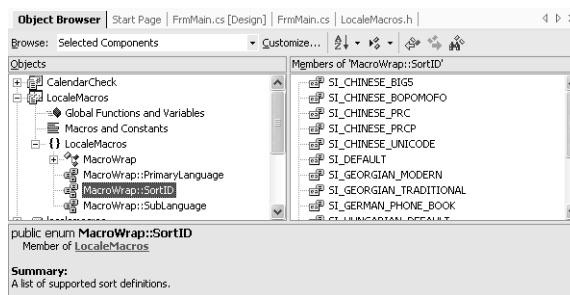 Object Browser | Start Page | FrmMain.cs [Design] | FrmMain.cs | LocaleMacros.h |
Browse: Selected Components Customize...
Objects
CalendarCheck
LocaleMacros
Global Functions and Variables
Macros and Constants
{} LocaleMacros
MacroWrap
MacroWrap::PrimaryLanguage
MacroWrap::SortID
MacroWrap::SubLanguage
localemacros
Members of 'MacroWrap::SortID'
SI_CHINESE_BIG5
SI_CHINESE_BOPOMOFO
SI_CHINESE_PRC
SI_CHINESE_PRCP
SI_CHINESE_UNICODE
SI_DEFAULT
SI_GEORGIAN_MODERN
SI_GEORGIAN_TRADITIONAL
SI_GERMAN_PHONE_BOOK
SI_HUNGARIAN_DEFAULT
public enum MacroWrap::SortID
Member of LocaleMacros
Summary:
A list of supported sort definitions.